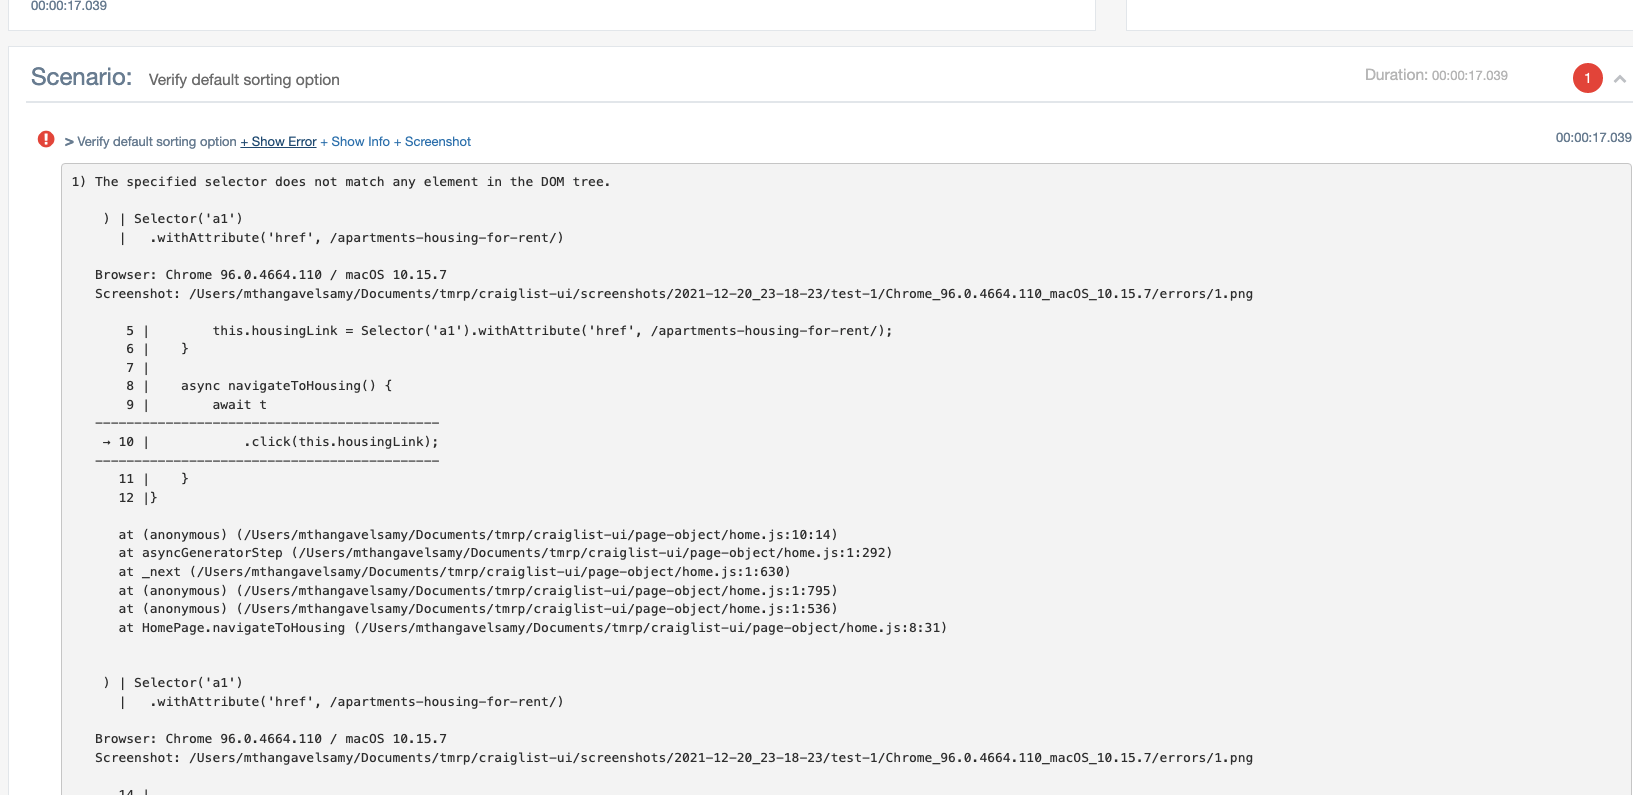 00:00:17.039
Scenario: Verify default sorting option Duration: 00:00:17.039 1
! > Verify default sorting option + Show Error + Show Info + Screenshot 00:00:17.039
1) The specified selector does not match any element in the DOM tree.
) | Selector('a1')
|   .withAttribute('href', /apartments-housing-for-rent/)
Browser: Chrome 96.0.4664.110 / macOS 10.15.7
Screenshot: /Users/mthangavelsamy/Documents/tmrp/craiglist-ui/screenshots/2021-12-20_23-18-23/test-1/Chrome_96.0.4664.110_macOS_10.15.7/errors/1.png
5 |        this.housingLink = Selector('a1').withAttribute('href', /apartments-housing-for-rent/);
6 |    }
7 |
8 |    async navigateToHousing() {
9 |        await t
--------------------------------------------
→ 10 |            .click(this.housingLink);
--------------------------------------------
11 |    }
12 |}
at (anonymous) (/Users/mthangavelsamy/Documents/tmrp/craiglist-ui/page-object/home.js:10:14)
at asyncGeneratorStep (/Users/mthangavelsamy/Documents/tmrp/craiglist-ui/page-object/home.js:1:292)
at _next (/Users/mthangavelsamy/Documents/tmrp/craiglist-ui/page-object/home.js:1:630)
at (anonymous) (/Users/mthangavelsamy/Documents/tmrp/craiglist-ui/page-object/home.js:1:795)
at (anonymous) (/Users/mthangavelsamy/Documents/tmrp/craiglist-ui/page-object/home.js:1:536)
at HomePage.navigateToHousing (/Users/mthangavelsamy/Documents/tmrp/craiglist-ui/page-object/home.js:8:31)
) | Selector('a1')
|   .withAttribute('href', /apartments-housing-for-rent/)
Browser: Chrome 96.0.4664.110 / macOS 10.15.7
Screenshot: /Users/mthangavelsamy/Documents/tmrp/craiglist-ui/screenshots/2021-12-20_23-18-23/test-1/Chrome_96.0.4664.110_macOS_10.15.7/errors/1.png
14 |